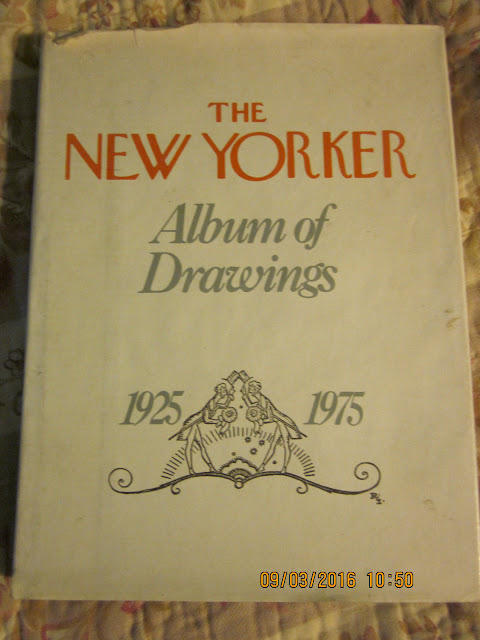 THE
NEW YORKER
Album of
Drawings
1925 1975
R.I.
09/03/2016 10:50